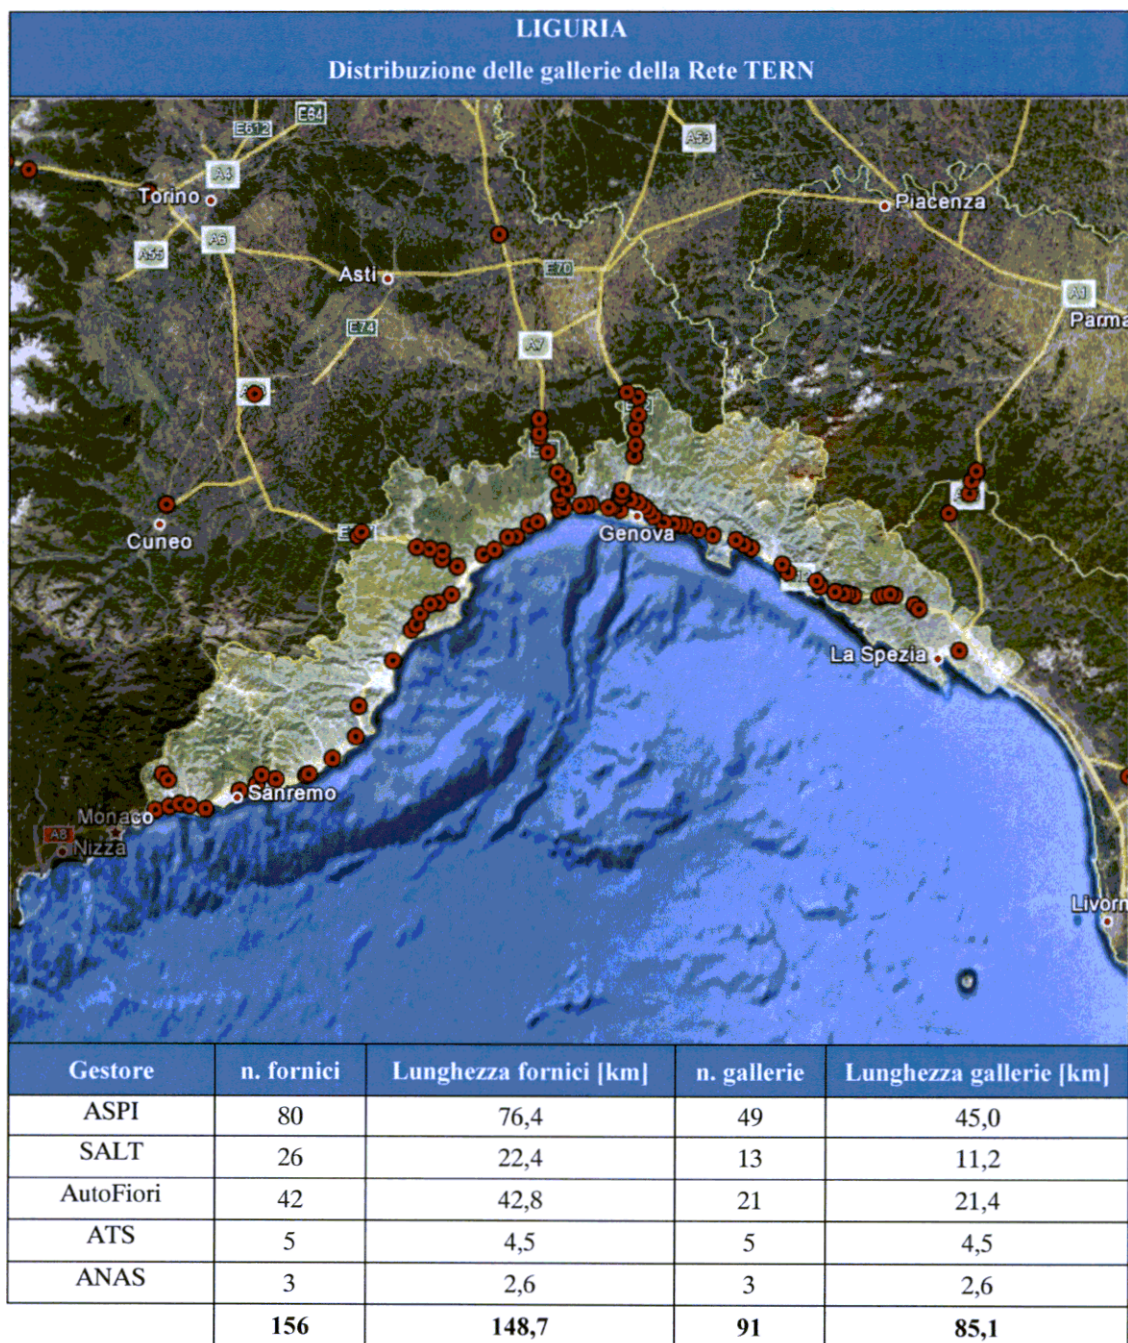 LIGURIA
Distribuzione delle gallerie della Rete TERN
E612
E64
A53
A4
Torino
Piacenza
A55
A6
Asti
E70
A1
E74
A7
Parma
Cuneo
Genova
La Spezia
Sanremo
Monaco
A8
Nizza
Livorn
Gestore n. fornici Lunghezza fornici [km] n. gallerie Lunghezza gallerie [km]
ASPI 80 76,4 49 45,0
SALT 26 22,4 13 11,2
AutoFiori 42 42,8 21 21,4
ATS 5 4,5 5 4,5
ANAS 3 2,6 3 2,6
156 148,7 91 85,1